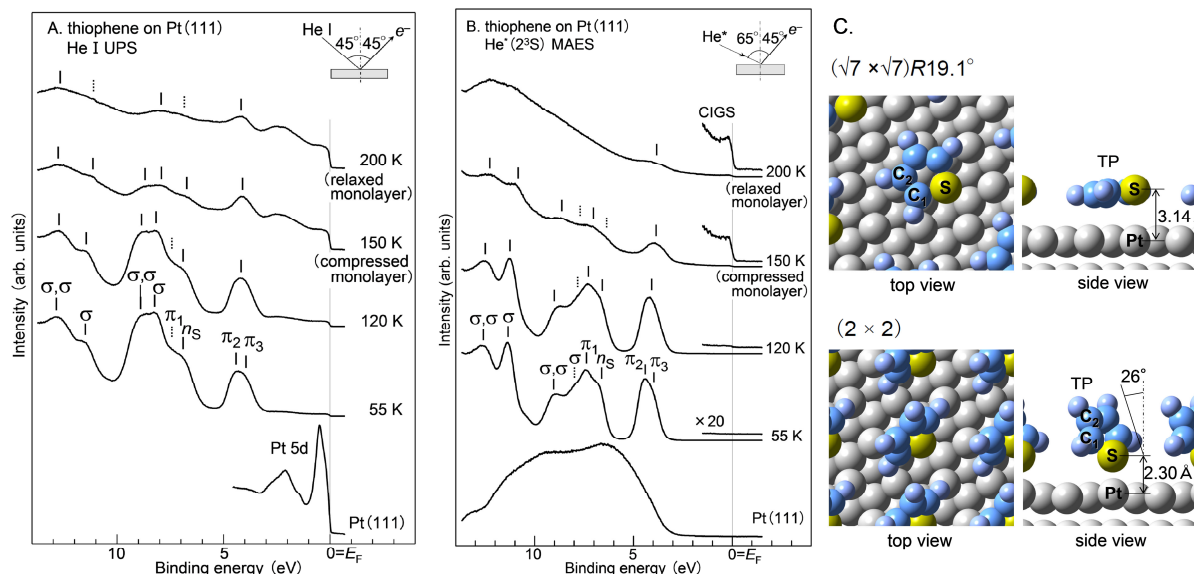 A. thiophene on Pt(111)
He I UPS
He I
45° 45°
e⁻
200 K
(relaxed
monolayer)
150 K
(compressed
monolayer)
120 K
σ,σ
σ
σ,σ
σ
π₁
nS
π₂
π₃
55 K
Pt 5d
Pt(111)
Intensity (arb. units)
10
5
0=EF
Binding energy (eV)
B. thiophene on Pt(111)
He*(2³S) MAES
He*
65° 45°
e⁻
CIGS
200 K
(relaxed
monolayer)
150 K
(compressed
monolayer)
120 K
σ,σ
σ
σ,σ
σ
π₁
nS
π₂
π₃
×20
55 K
Pt(111)
Intensity (arb. units)
10
5
0=EF
Binding energy (eV)
C.
(√7 ×√7)R19.1°
C₂
C₁
S
top view
TP
S
3.14
Pt
side view
(2 × 2)
top view
26°
TP
C₂
C₁
S
2.30 Å
Pt
side view